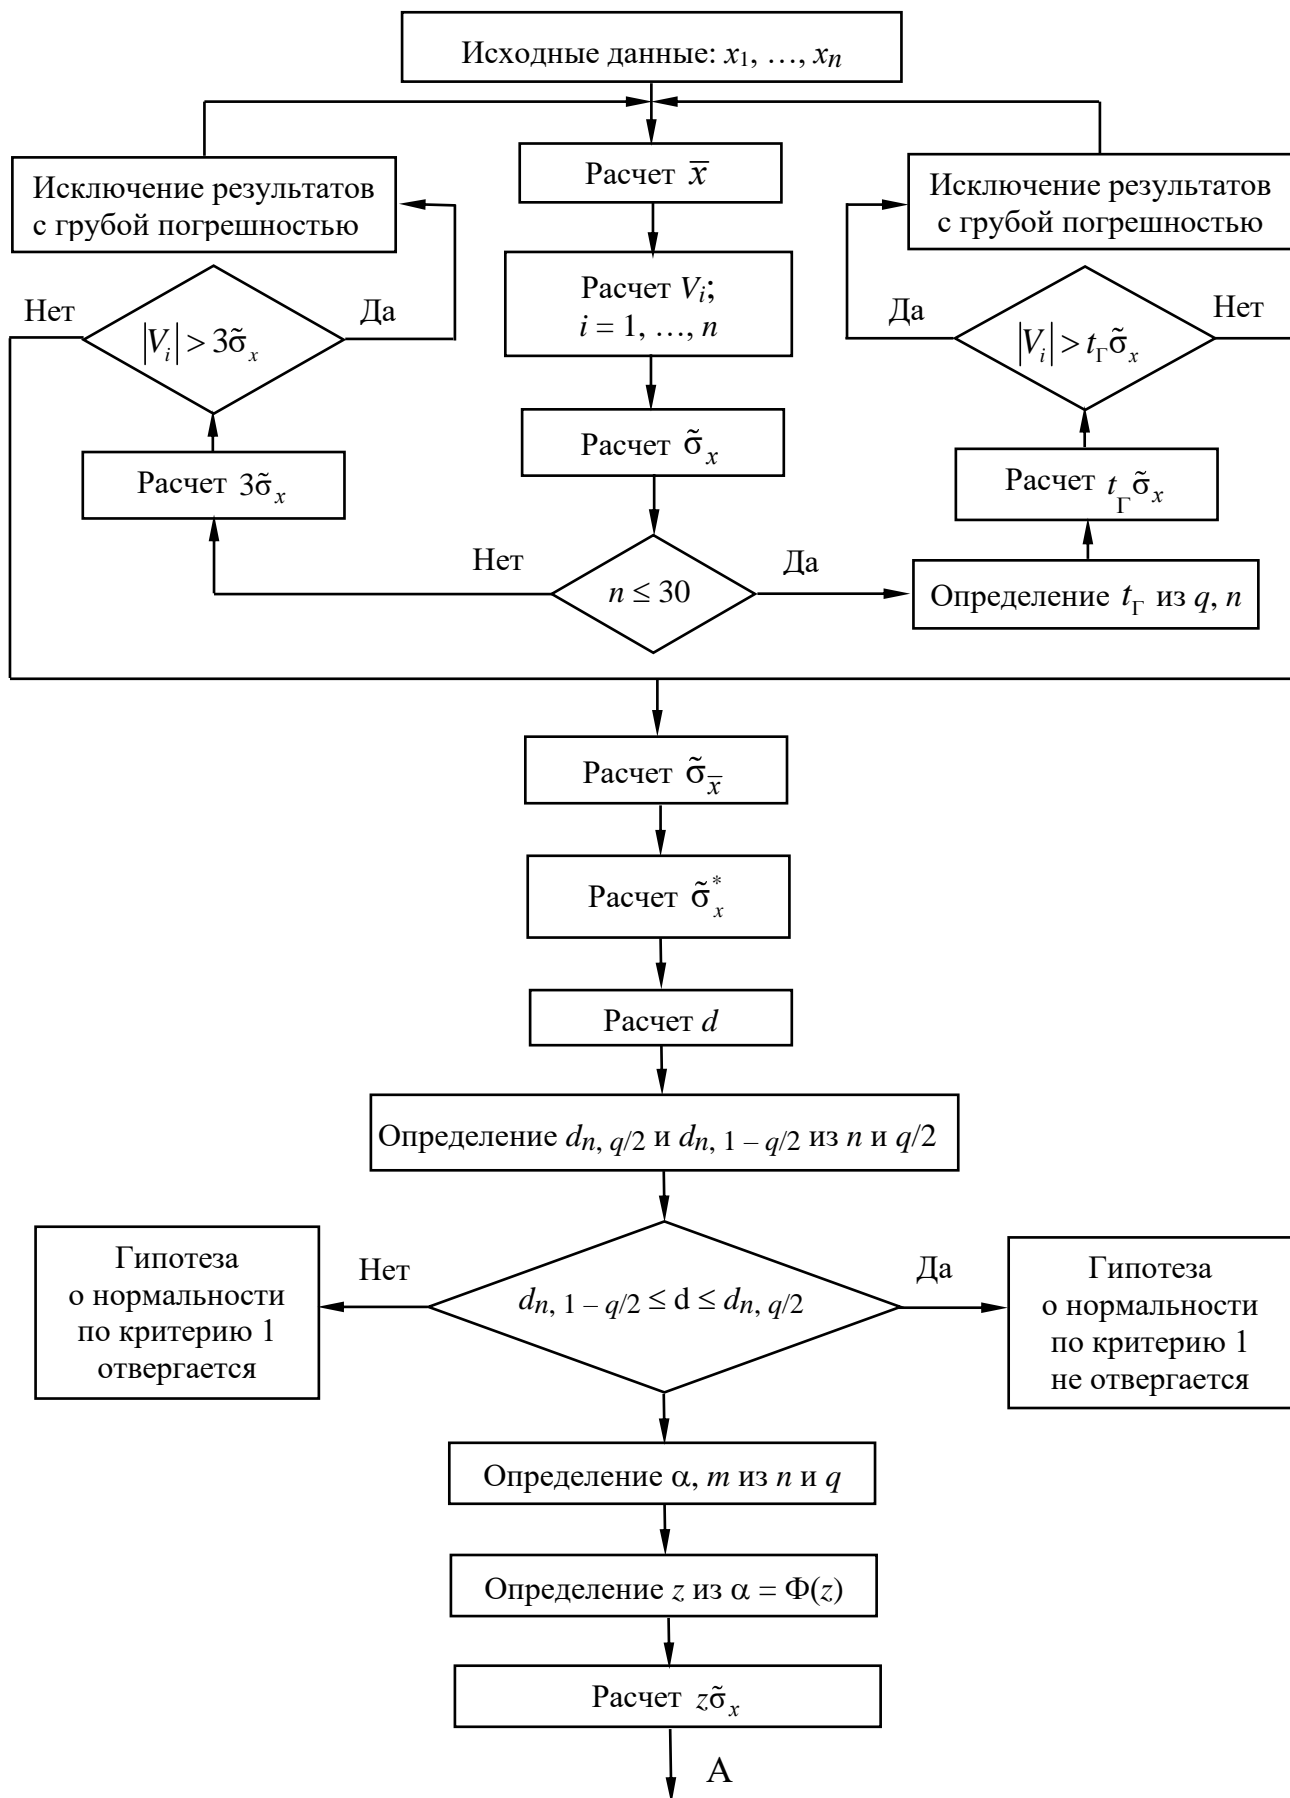 Исходные данные: x1, …, xn
Расчет x̅
Исключение результатов
с грубой погрешностью
Исключение результатов
с грубой погрешностью
Расчет Vi;
i = 1, …, n
Нет
|Vi| > 3σ̃x
Да
Да
|Vi| > tГσ̃x
Нет
Расчет σ̃x
Расчет 3σ̃x
Расчет tГσ̃x
Нет
n ≤ 30
Да
Определение tГ из q, n
Расчет σ̃x̅
Расчет σ̃x*
Расчет d
Определение dn, q/2 и dn, 1 – q/2 из n и q/2
Гипотеза
о нормальности
по критерию 1
отвергается
Нет
dn, 1 – q/2 ≤ d ≤ dn, q/2
Да
Гипотеза
о нормальности
по критерию 1
не отвергается
Определение α, m из n и q
Определение z из α = Φ(z)
Расчет zσ̃x
А